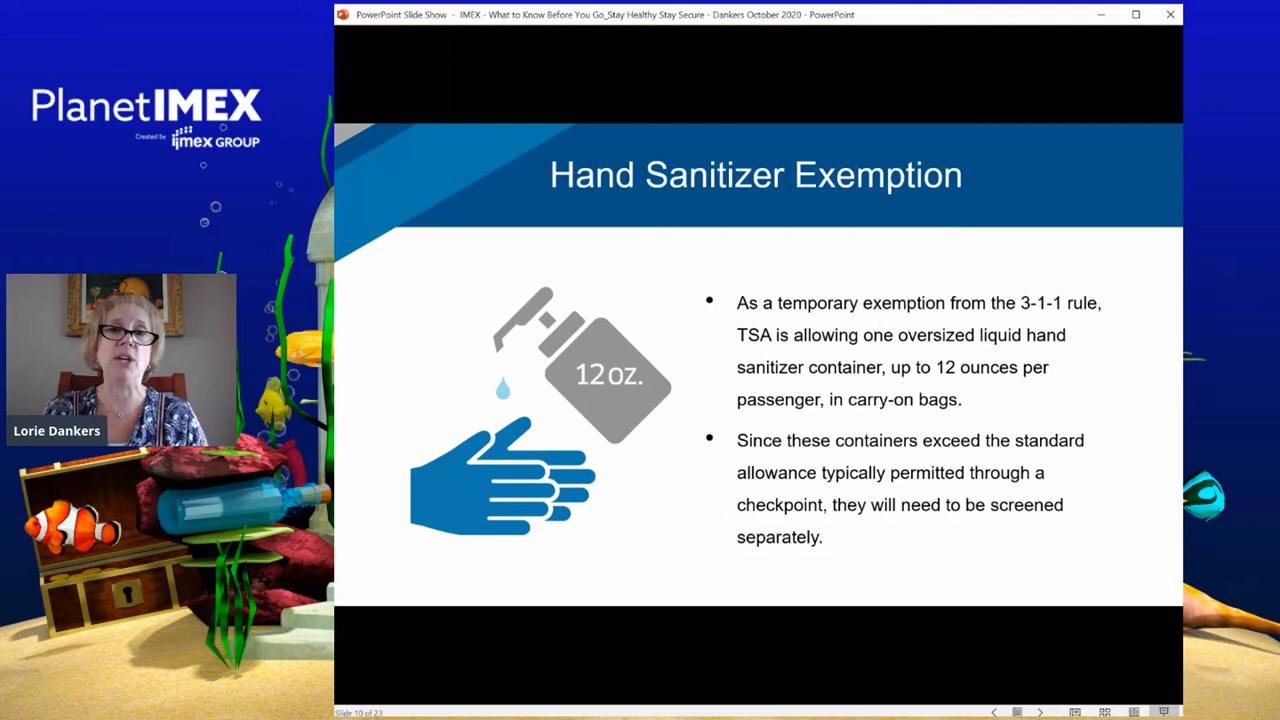 PowerPoint Slide Show - IMEX - What to Know Before You Go_Stay Healthy Stay Secure - Dankers October 2020 - PowerPoint
PlanetIMEX
Created by imex GROUP
Hand Sanitizer Exemption
12 oz.
• As a temporary exemption from the 3-1-1 rule,
TSA is allowing one oversized liquid hand
sanitizer container, up to 12 ounces per
passenger, in carry-on bags.
• Since these containers exceed the standard
allowance typically permitted through a
checkpoint, they will need to be screened
separately.
Lorie Dankers
Slide 10 of 23